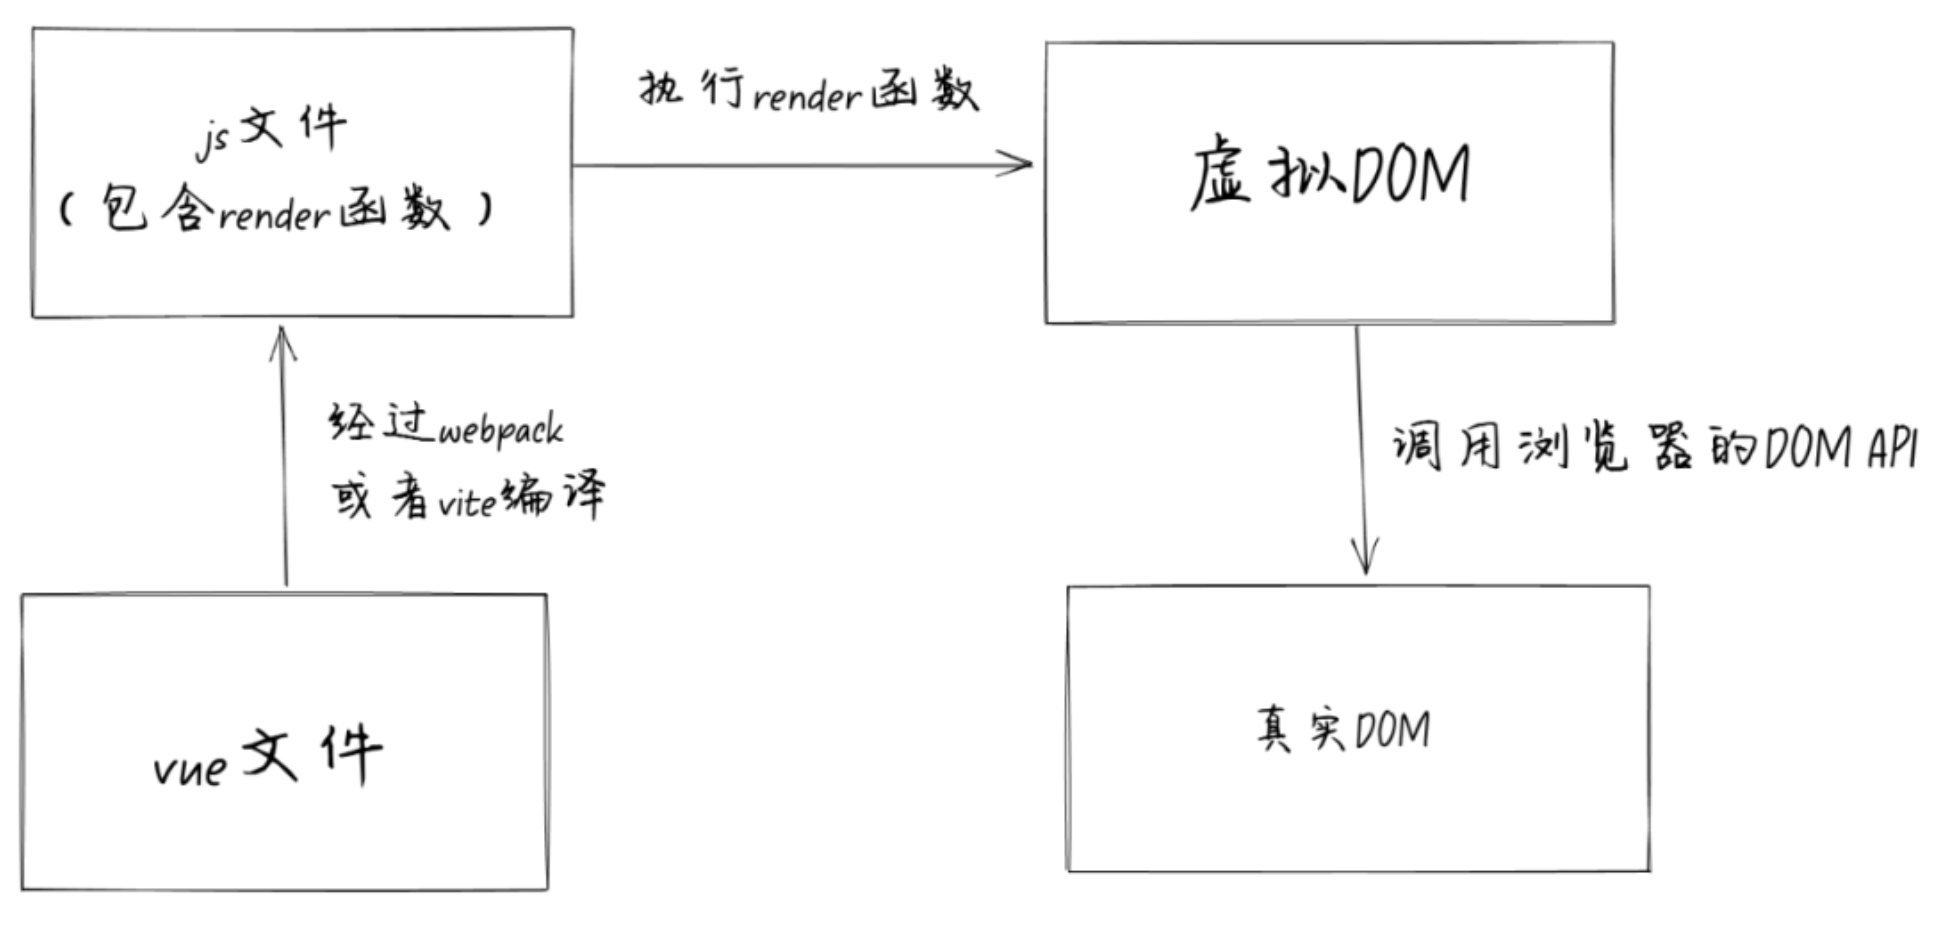 js文件
（包含render函数）
执行render函数
虚拟DOM
经过webpack
或者vite编译
调用浏览器的DOM API
vue文件
真实DOM